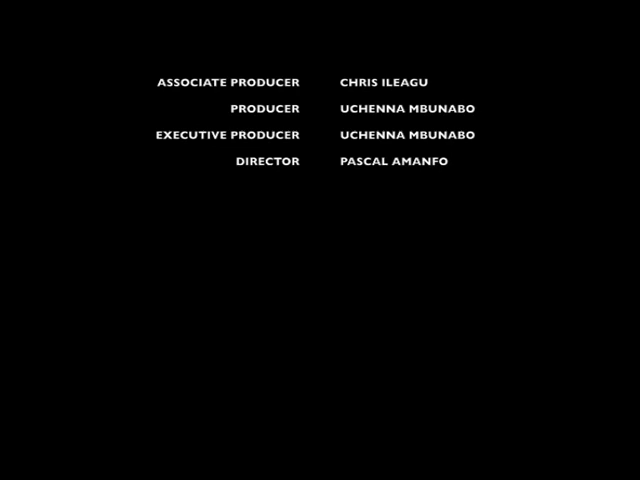 ASSOCIATE PRODUCER CHRIS ILEAGU
PRODUCER UCHENNA MBUNABO
EXECUTIVE PRODUCER UCHENNA MBUNABO
DIRECTOR PASCAL AMANFO